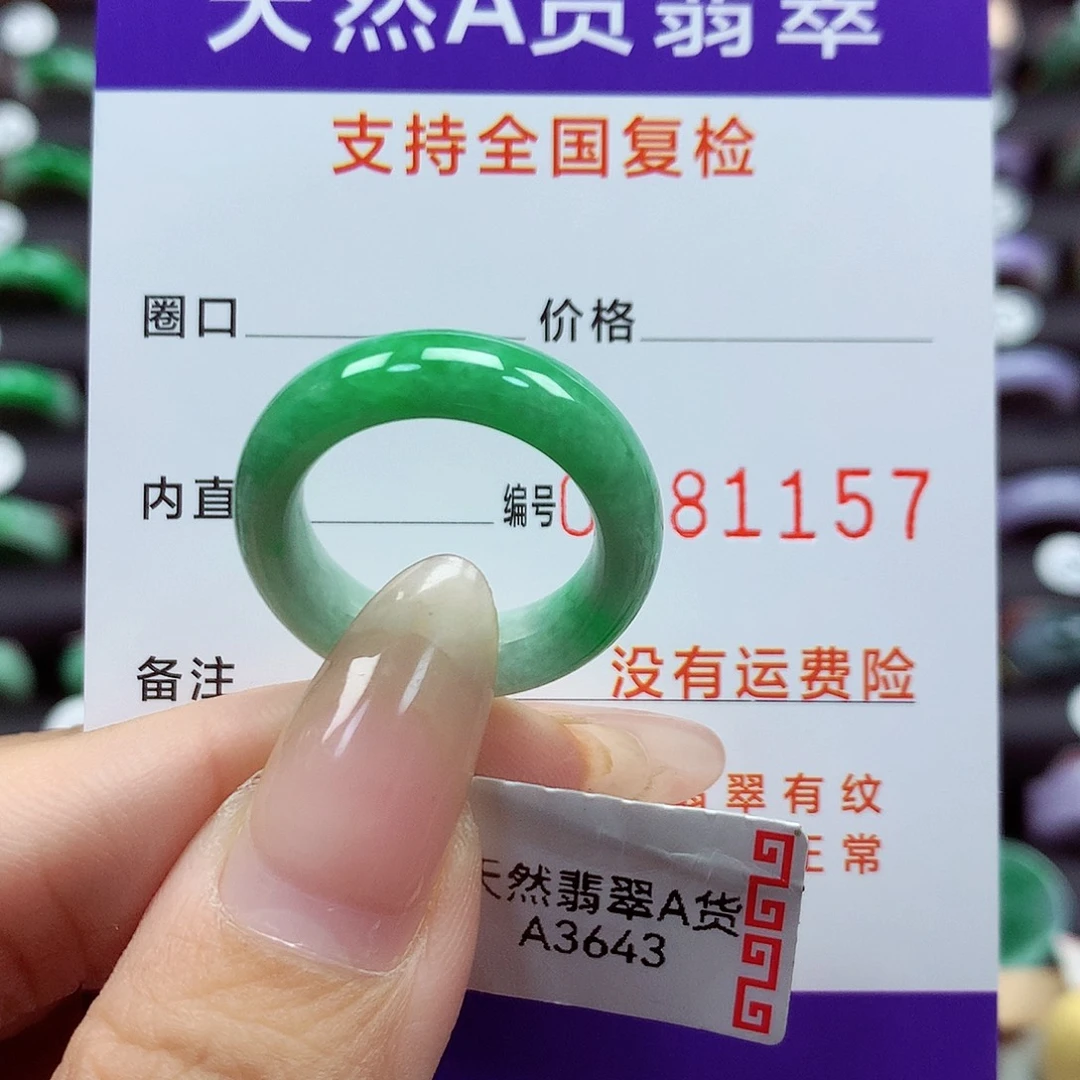 天然A货翡翠
支持全国复检
圈口 价格
内直 编号 81157
备注 没有运费险
翡翠有纹
正常
天然翡翠A货
A3643